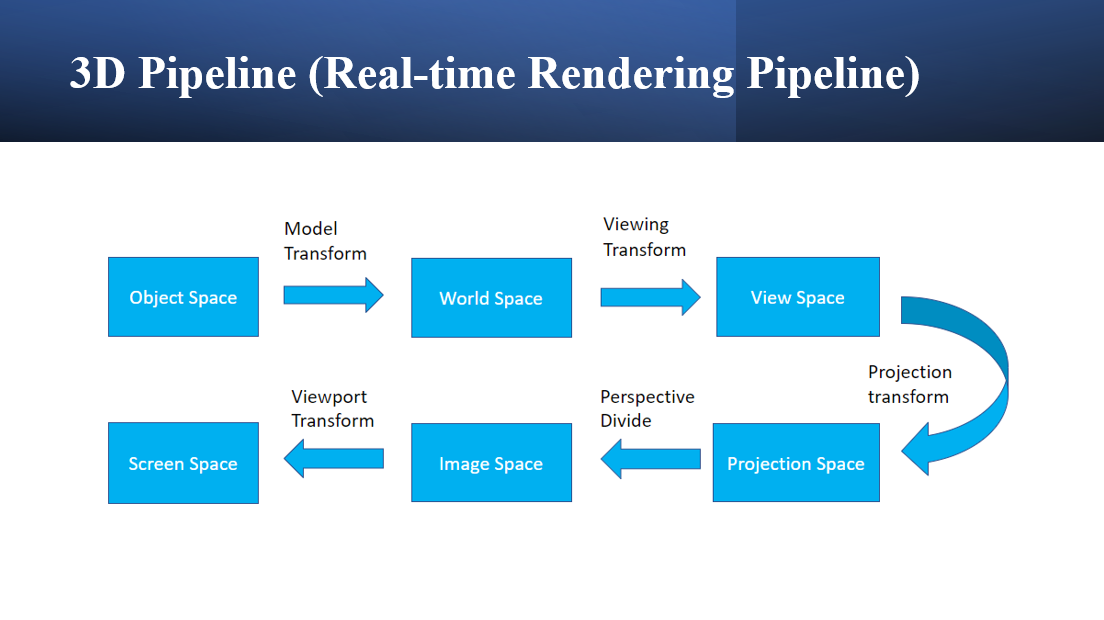 3D Pipeline (Real-time Rendering Pipeline)
Model
Transform
Viewing
Transform
Object Space
World Space
View Space
Projection
transform
Viewport
Transform
Perspective
Divide
Screen Space
Image Space
Projection Space